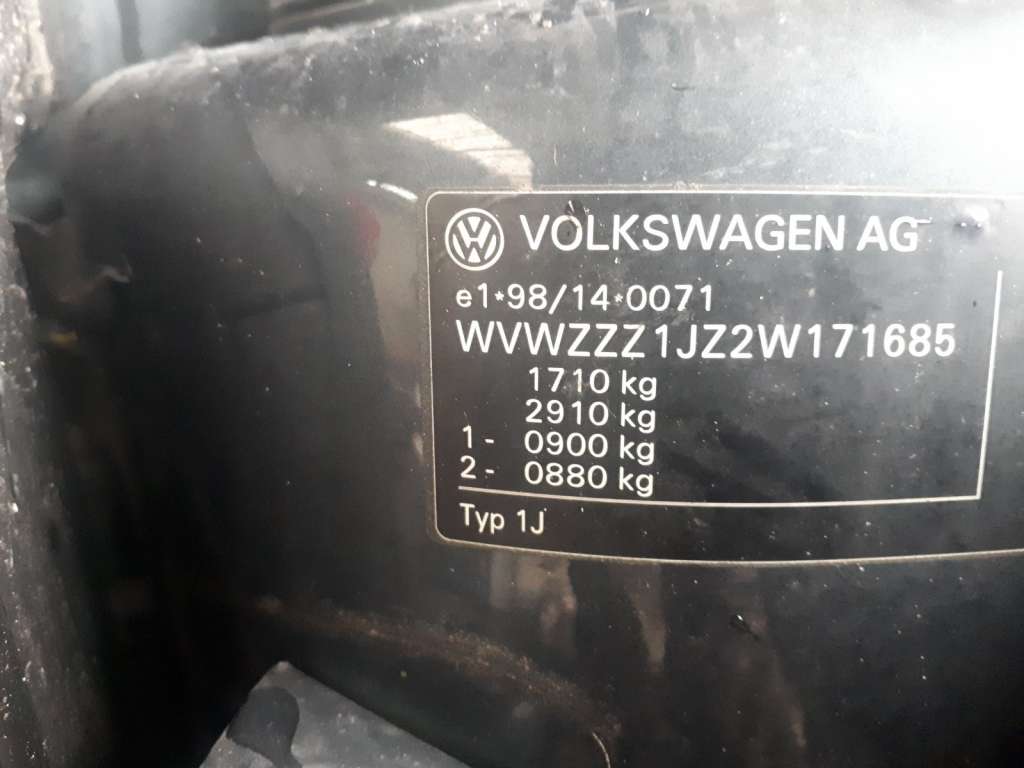 VOLKSWAGEN AG
e1*98/14*0071
WVWZZZ1JZ2W171685
1710 kg
2910 kg
1- 0900 kg
2- 0880 kg
Typ 1J